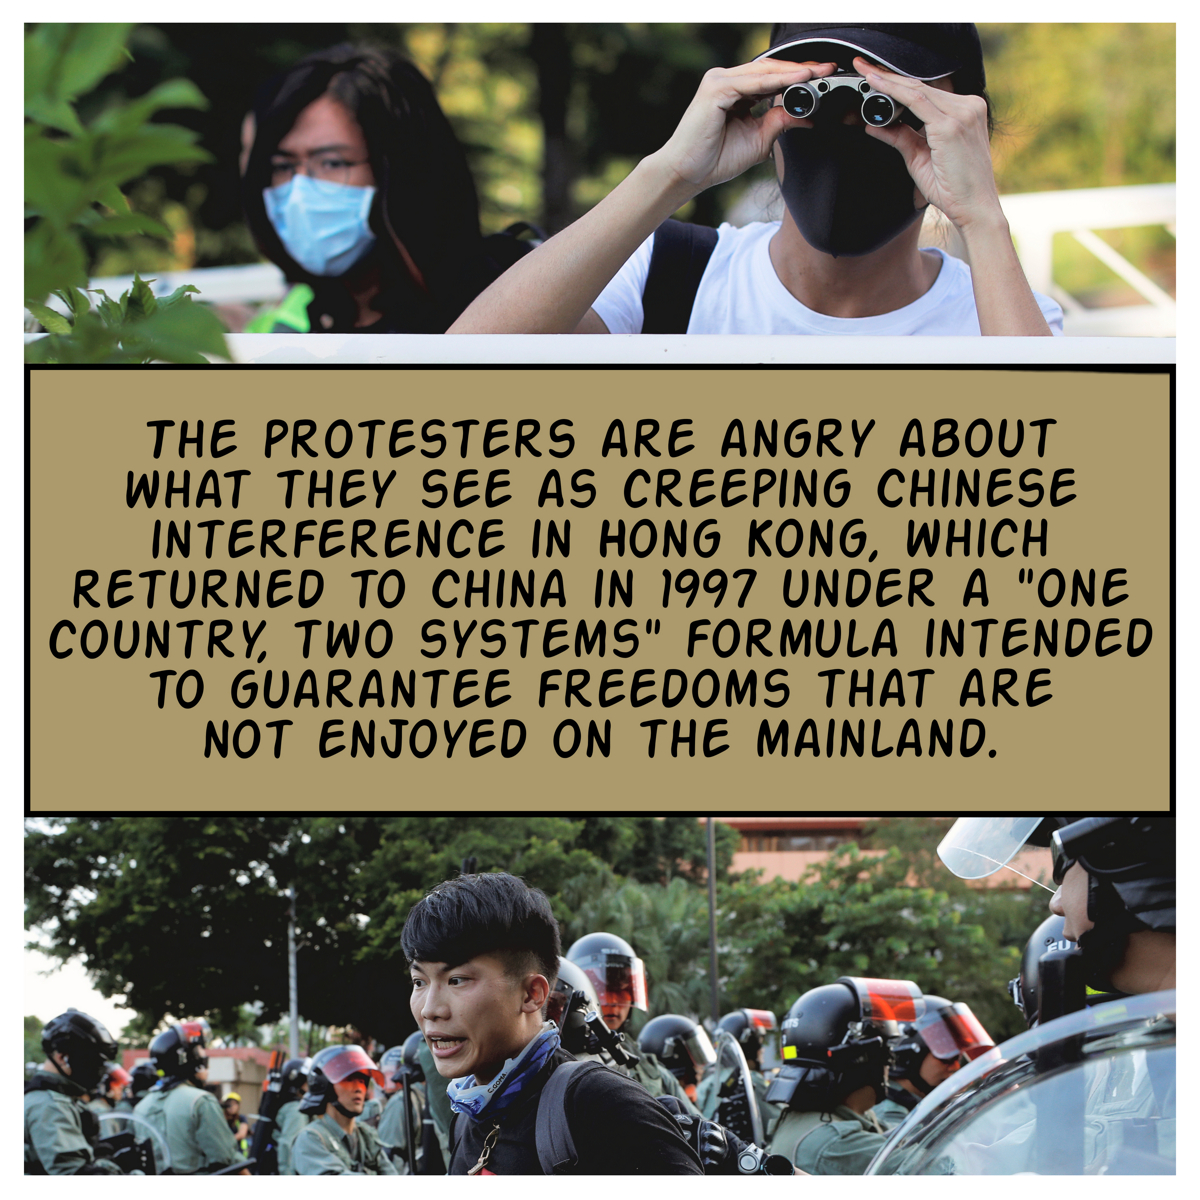 THE PROTESTERS ARE ANGRY ABOUT
WHAT THEY SEE AS CREEPING CHINESE
INTERFERENCE IN HONG KONG, WHICH
RETURNED TO CHINA IN 1997 UNDER A "ONE
COUNTRY, TWO SYSTEMS" FORMULA INTENDED
TO GUARANTEE FREEDOMS THAT ARE
NOT ENJOYED ON THE MAINLAND.